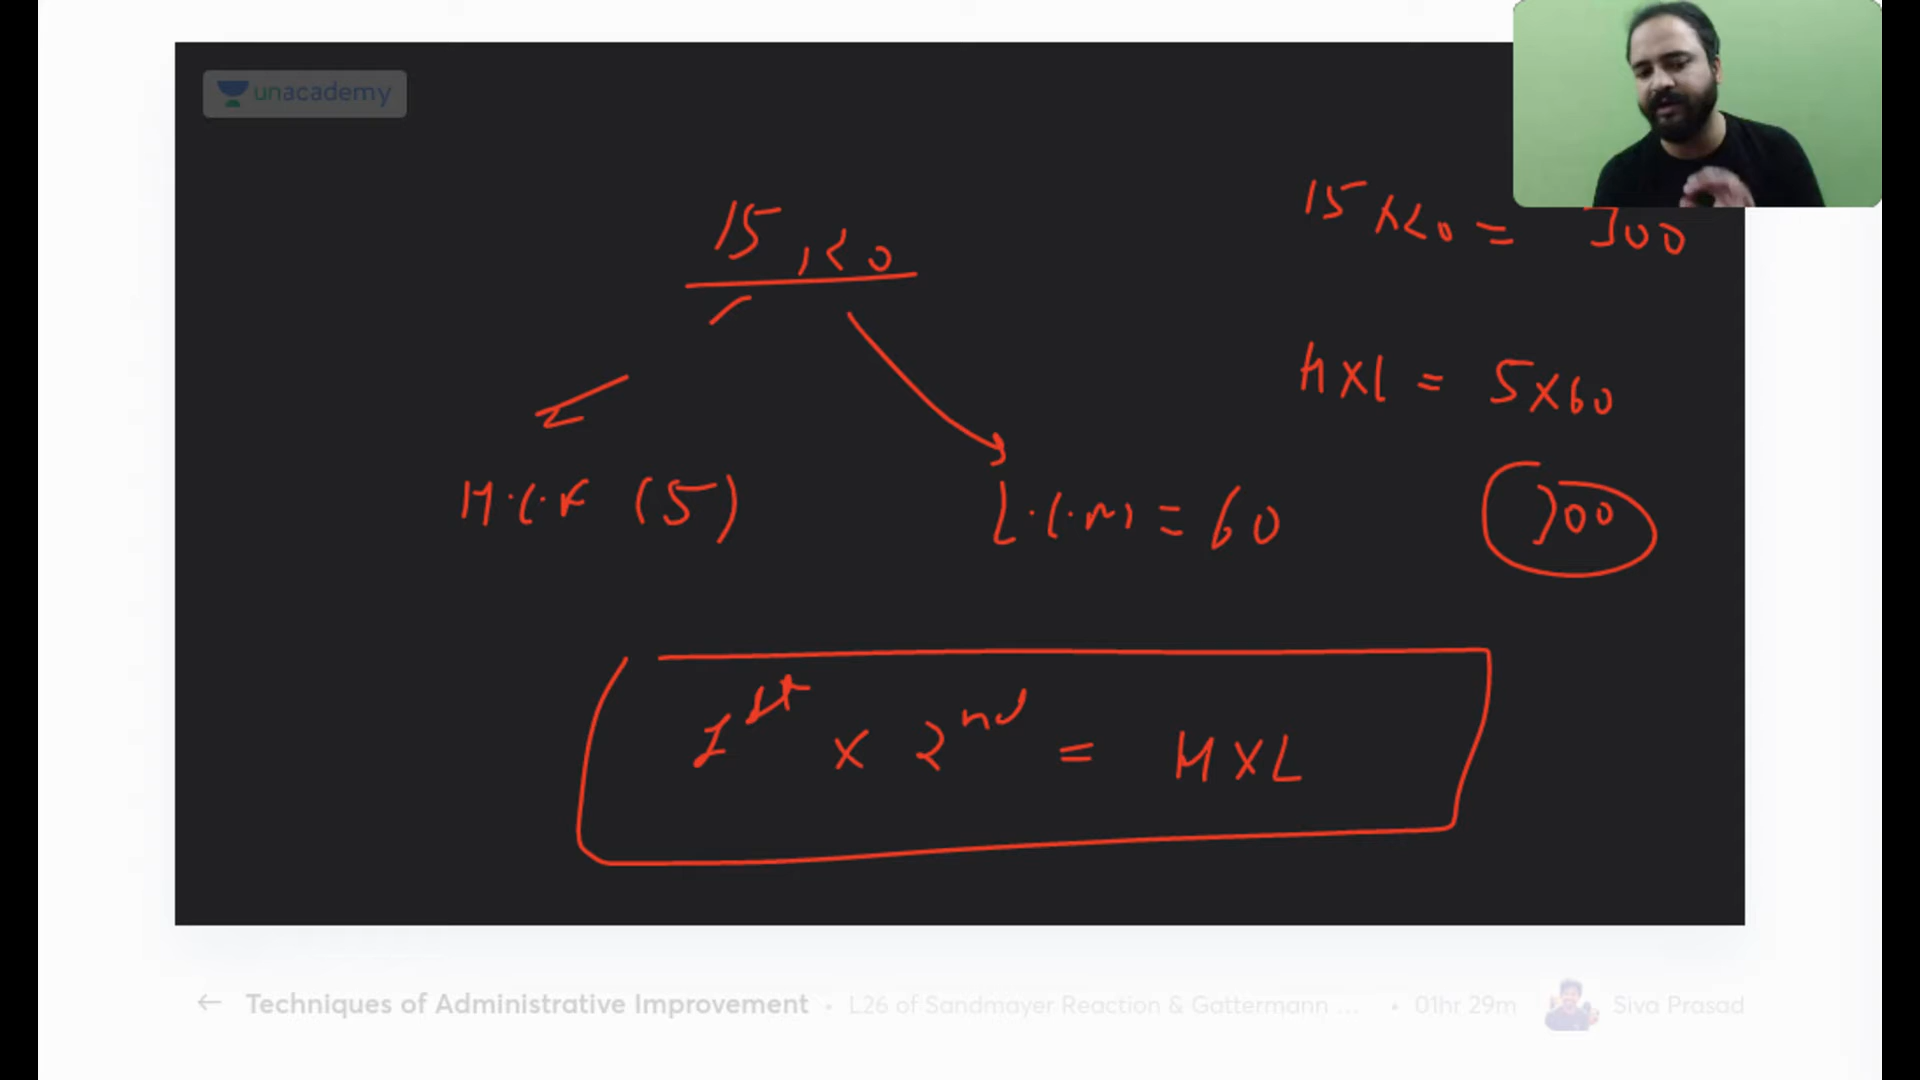 unacademy
15, 20
15 x 20 = 300
H x L = 5 x 60
H.C.F (5)
L.C.M = 60
300
1st x 2nd = H x L
← Techniques of Administrative Improvement • L26 of Sandmayer Reaction & Gattermann ... • 01hr 29m Siva Prasad